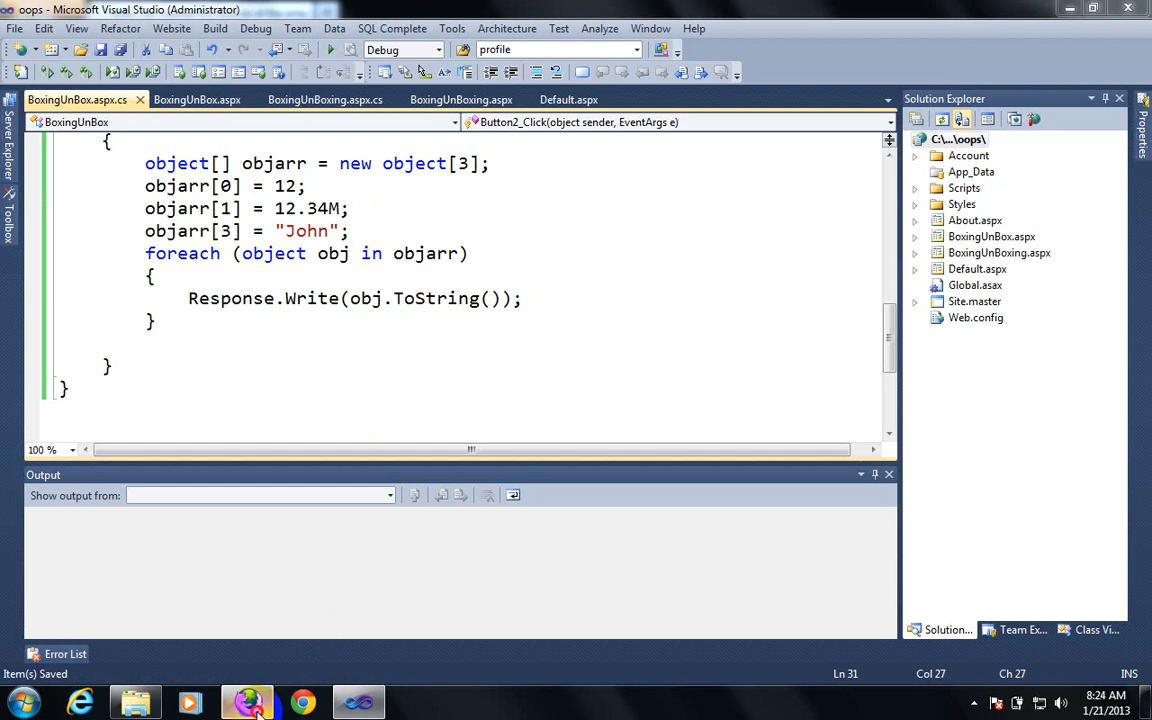 oops - Microsoft Visual Studio (Administrator)
File Edit View Refactor Website Build Debug Team Data SQL Complete Tools Architecture Test Analyze Window Help
Debug profile
BoxingUnBox.aspx.cs BoxingUnBox.aspx BoxingUnBoxing.aspx.cs BoxingUnBoxing.aspx Default.aspx
BoxingUnBox Button2_Click(object sender, EventArgs e)
{
object[] objarr = new object[3];
objarr[0] = 12;
objarr[1] = 12.34M;
objarr[3] = "John";
foreach (object obj in objarr)
{
Response.Write(obj.ToString());
}
}
}
100 %
Output
Show output from:
Error List
Item(s) Saved
Ln 31 Col 27 Ch 27 INS
Server Explorer
Toolbox
Solution Explorer
C:\...\oops\
Account
App_Data
Scripts
Styles
About.aspx
BoxingUnBox.aspx
BoxingUnBoxing.aspx
Default.aspx
Global.asax
Site.master
Web.config
Solution... Team Ex... Class Vi...
Properties
8:24 AM
1/21/2013